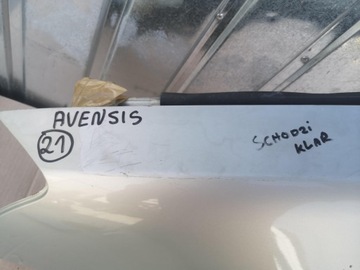 AVENSIS
21
SCHODZI
KLAR